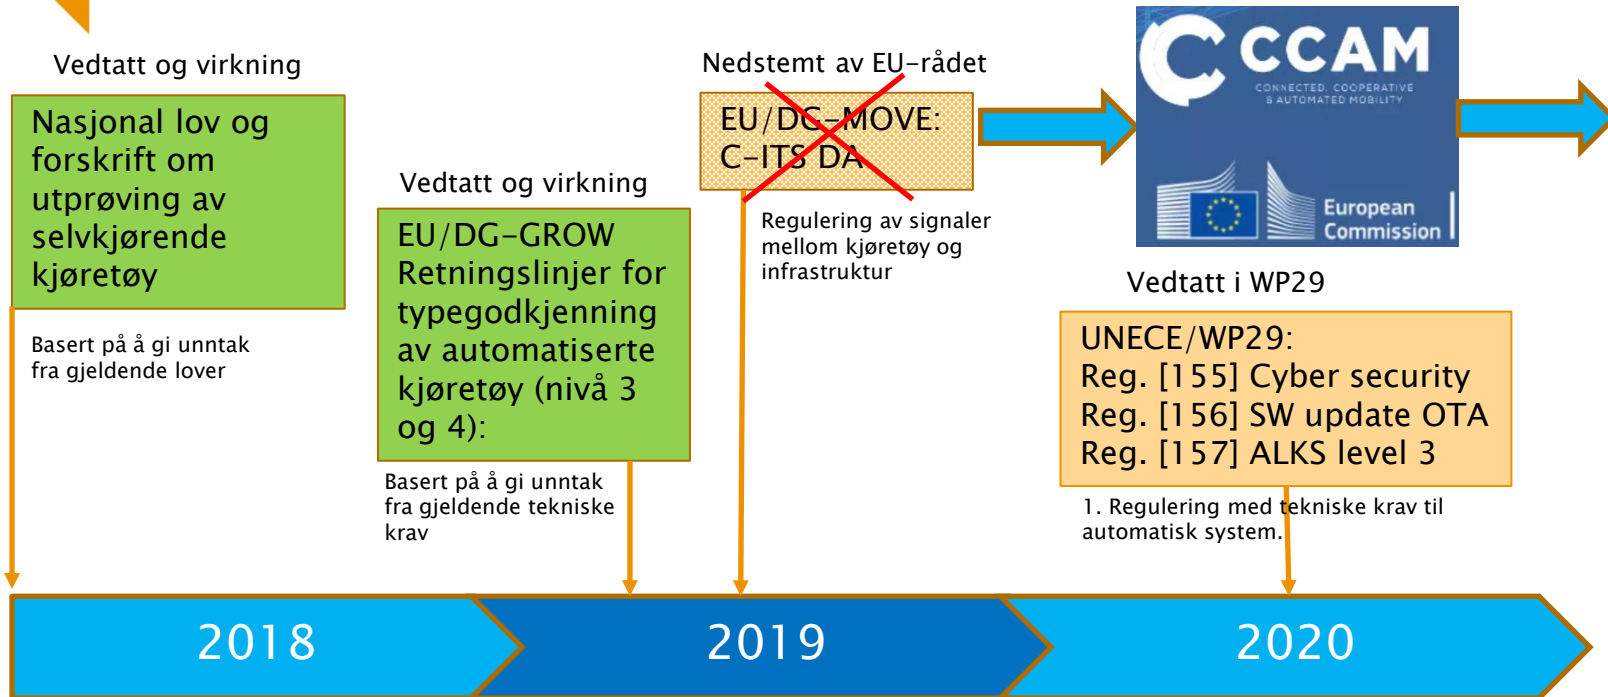 Vedtatt og virkning
Nasjonal lov og
forskrift om
utprøving av
selvkjørende
kjøretøy
Basert på å gi unntak
fra gjeldende lover
Vedtatt og virkning
EU/DG-GROW
Retningslinjer for
typegodkjenning
av automatiserte
kjøretøy (nivå 3
og 4):
Basert på å gi unntak
fra gjeldende tekniske
krav
Nedstemt av EU-rådet
EU/DG-MOVE:
C-ITS DA
Regulering av signaler
mellom kjøretøy og
infrastruktur
CCAM
CONNECTED, COOPERATIVE
& AUTOMATED MOBILITY
European
Commission
Vedtatt i WP29
UNECE/WP29:
Reg. [155] Cyber security
Reg. [156] SW update OTA
Reg. [157] ALKS level 3
1. Regulering med tekniske krav til
automatisk system.
2018
2019
2020